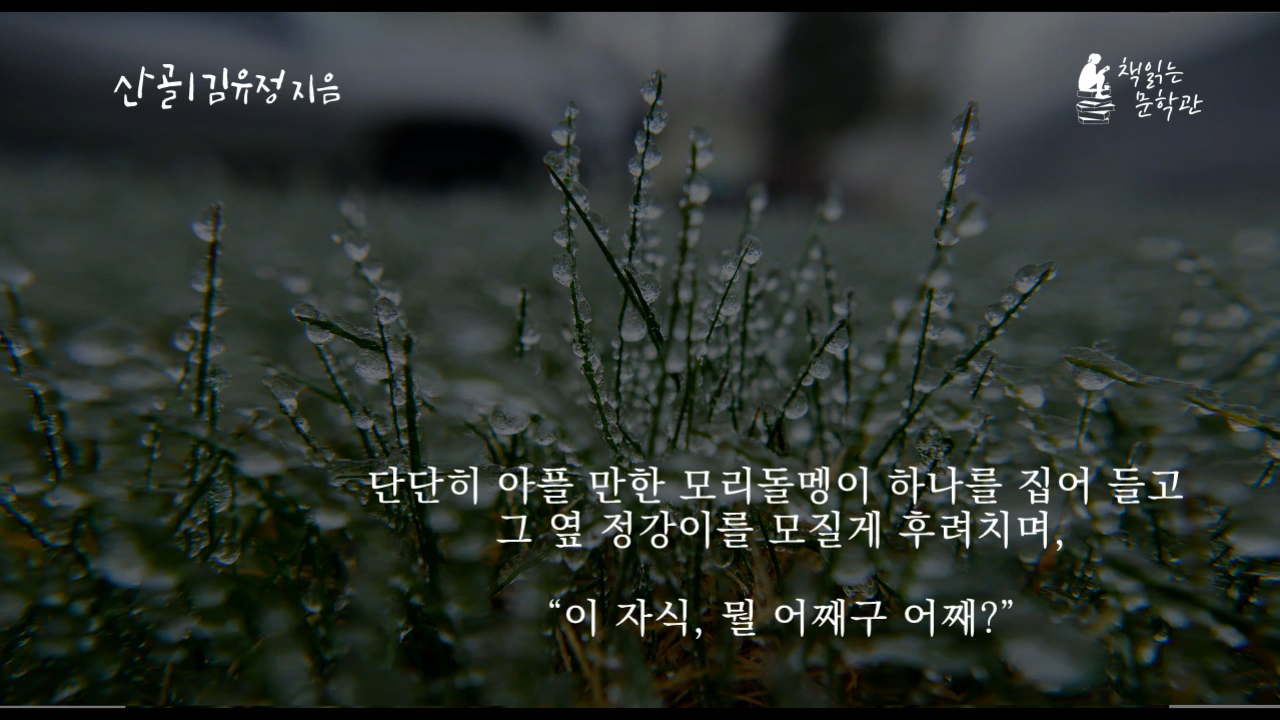 산골 | 김유정 지음
책읽는
문학관
단단히 아플 만한 모리돌멩이 하나를 집어 들고
그 옆 정강이를 모질게 후려치며,
“이 자식, 뭘 어째구 어째?”